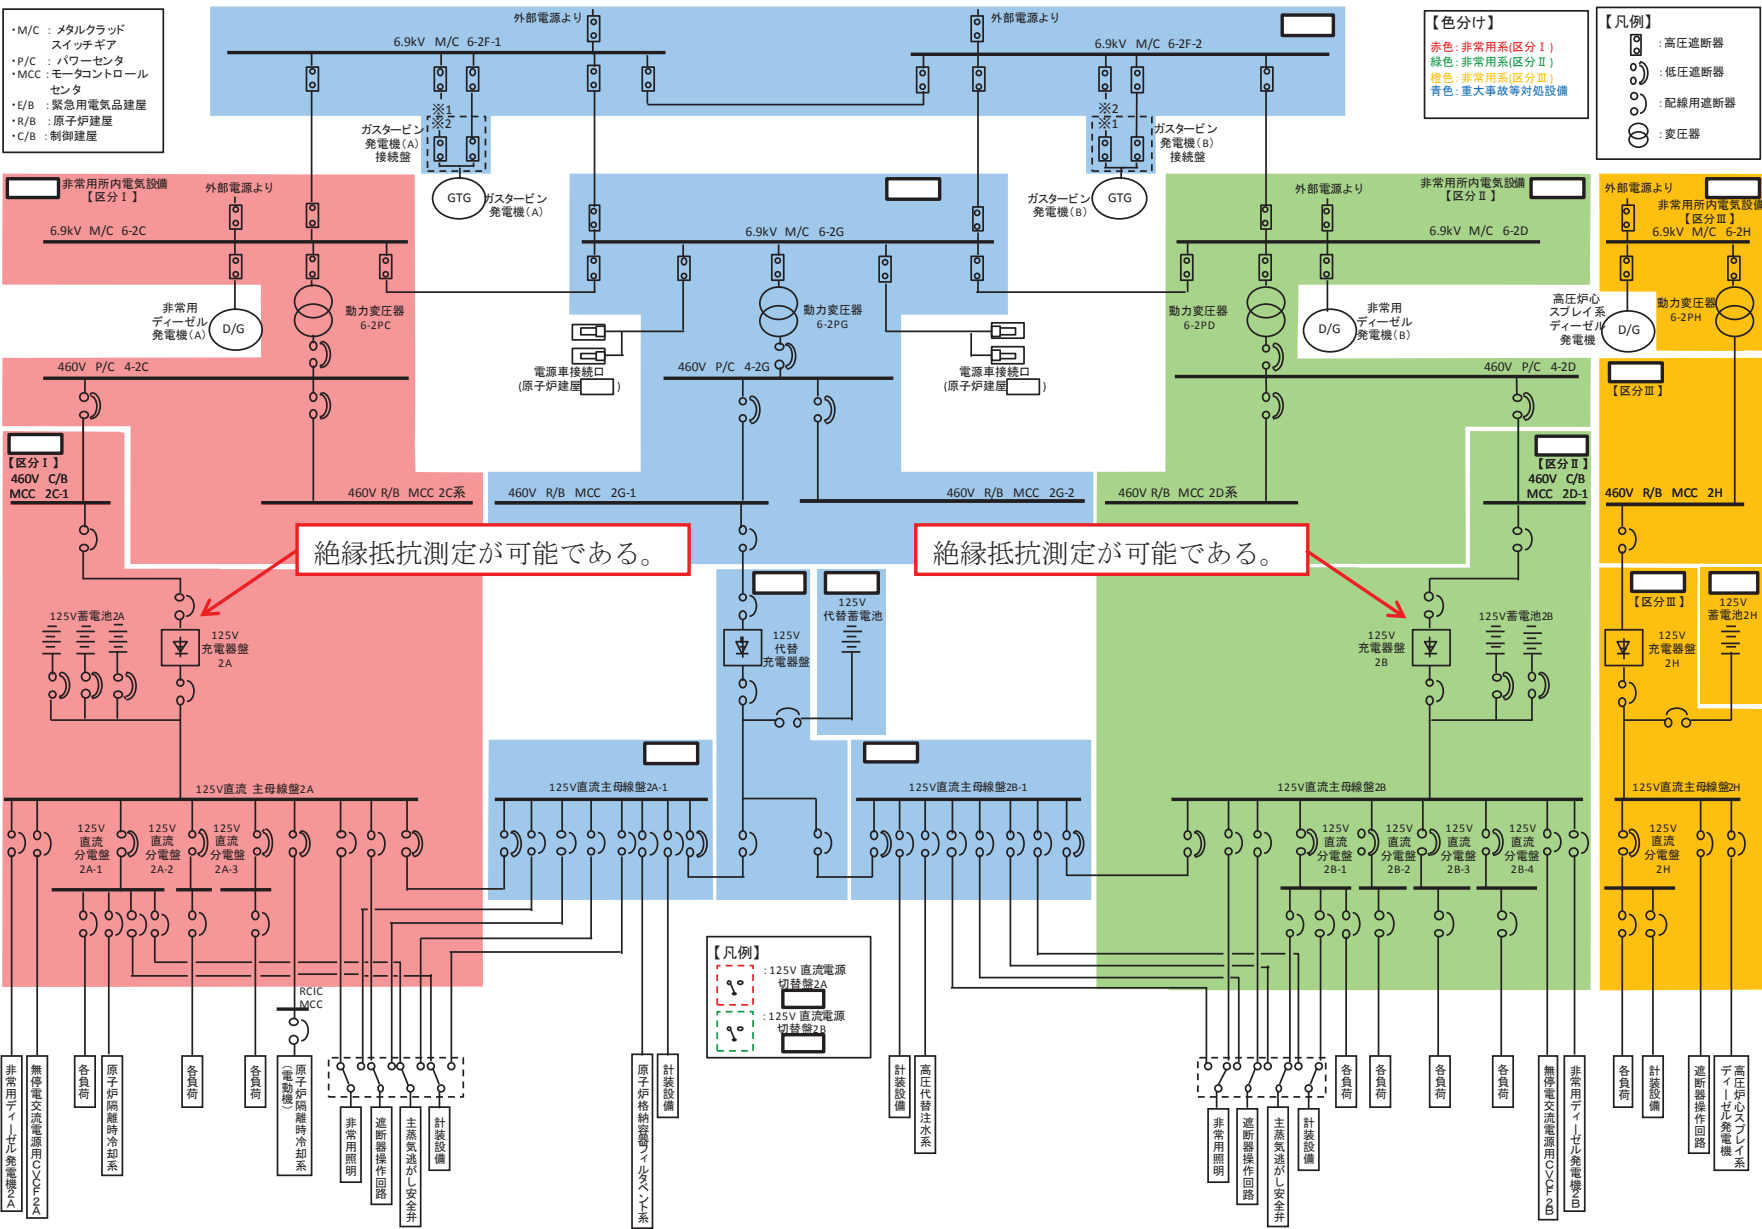 ・M/C ：メタルクラッド
スイッチギア
・P/C ：パワーセンタ
・MCC：モータコントロール
センタ
・E/B ：緊急用電気品建屋
・R/B ：原子炉建屋
・C/B ：制御建屋
外部電源より
6.9kV M/C 6-2F-1
外部電源より
6.9kV M/C 6-2F-2
※1
※2
ガスタービン
発電機(A)
接続盤
GTG
ガスタービン
発電機(A)
※2
※1
ガスタービン
発電機(B)
接続盤
GTG
ガスタービン
発電機(B)
【色分け】
赤色：非常用系(区分Ⅰ)
緑色：非常用系(区分Ⅱ)
橙色：非常用系(区分Ⅲ)
青色：重大事故等対処設備
【凡例】
：高圧遮断器
：低圧遮断器
：配線用遮断器
：変圧器
非常用所内電気設備
【区分Ⅰ】
外部電源より
6.9kV M/C 6-2C
非常用
ディーゼル
発電機(A)
D/G
動力変圧器
6-2PC
460V P/C 4-2C
【区分Ⅰ】
460V C/B
MCC 2C-1
460V R/B MCC 2C系
6.9kV M/C 6-2G
動力変圧器
6-2PG
電源車接続口
(原子炉建屋 )
電源車接続口
(原子炉建屋 )
460V P/C 4-2G
460V R/B MCC 2G-1
460V R/B MCC 2G-2
非常用所内電気設備
【区分Ⅱ】
外部電源より
6.9kV M/C 6-2D
動力変圧器
6-2PD
D/G
非常用
ディーゼル
発電機(B)
460V P/C 4-2D
【区分Ⅱ】
460V C/B
MCC 2D-1
460V R/B MCC 2D系
外部電源より
非常用所内電気設備
【区分Ⅲ】
6.9kV M/C 6-2H
高圧炉心
スプレイ系
ディーゼル
発電機
D/G
動力変圧器
6-2PH
【区分Ⅲ】
460V R/B MCC 2H
絶縁抵抗測定が可能である。
絶縁抵抗測定が可能である。
125V蓄電池2A
125V
充電器盤
2A
125V
代替
充電器盤
125V
代替蓄電池
125V
充電器盤
2B
125V蓄電池2B
【区分Ⅲ】
125V
充電器盤
2H
125V
蓄電池2H
125V直流 主母線盤2A
125V直流主母線盤2A-1
125V直流主母線盤2B-1
125V直流主母線盤2B
125V直流主母線盤2H
125V
直流
分電盤
2A-1
125V
直流
分電盤
2A-2
125V
直流
分電盤
2A-3
125V
直流
分電盤
2B-1
125V
直流
分電盤
2B-2
125V
直流
分電盤
2B-3
125V
直流
分電盤
2B-4
125V
直流
分電盤
2H
【凡例】
：125V 直流電源
切替盤2A
：125V 直流電源
切替盤2B
RCIC
MCC
非常用ディーゼル発電機2A
無停電交流電源用CVCF2A
各負荷
原子炉隔離時冷却系
各負荷
各負荷
原子炉隔離時冷却系
(電動機)
非常用照明
遮断器操作回路
主蒸気逃がし安全弁
計装設備
原子炉格納容器フィルタベント系
計装設備
計装設備
高圧代替注水系
非常用照明
遮断器操作回路
主蒸気逃がし安全弁
計装設備
各負荷
各負荷
各負荷
各負荷
無停電交流電源用CVCF2B
非常用ディーゼル発電機2B
各負荷
計装設備
遮断器操作回路
高圧炉心スプレイ系
ディーゼル発電機